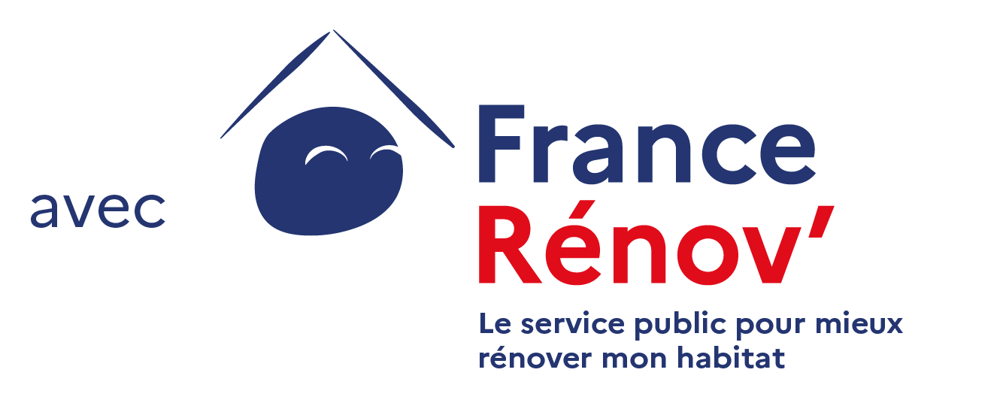 avec
France
Rénov’
Le service public pour mieux
rénover mon habitat